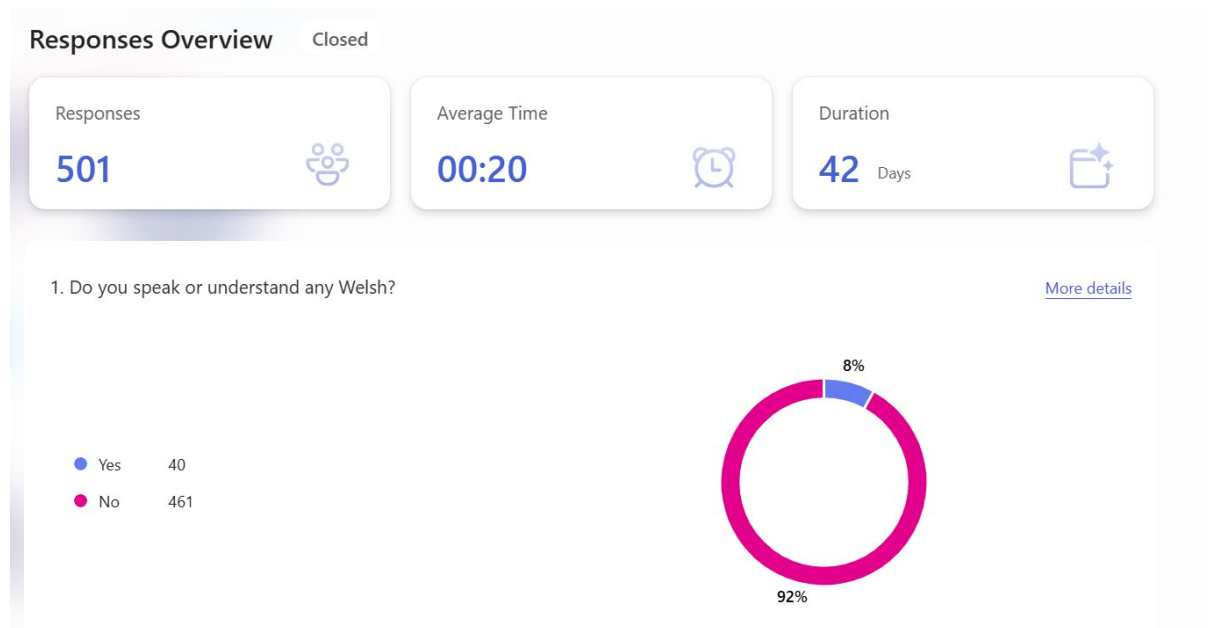 Responses Overview Closed
Responses
501
Average Time
00:20
Duration
42 Days
1. Do you speak or understand any Welsh?
More details
8%
Yes 40
No 461
92%